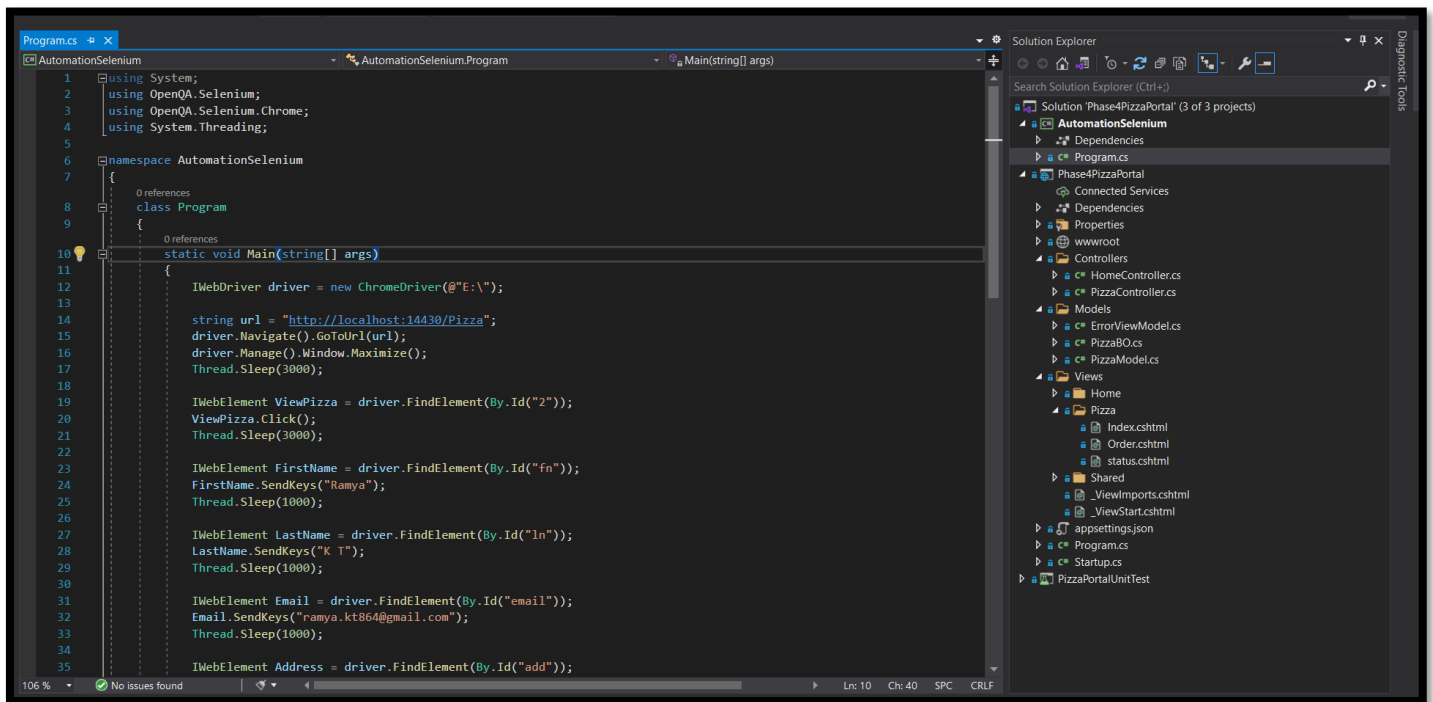 Program.cs
AutomationSelenium
AutomationSelenium.Program
Main(string[] args)
1 using System;
2 using OpenQA.Selenium;
3 using OpenQA.Selenium.Chrome;
4 using System.Threading;
5
6 namespace AutomationSelenium
7 {
0 references
8 class Program
9 {
0 references
10 static void Main(string[] args)
11 {
12 IWebDriver driver = new ChromeDriver(@"E:\");
13
14 string url = "http://localhost:14430/Pizza";
15 driver.Navigate().GoToUrl(url);
16 driver.Manage().Window.Maximize();
17 Thread.Sleep(3000);
18
19 IWebElement ViewPizza = driver.FindElement(By.Id("2"));
20 ViewPizza.Click();
21 Thread.Sleep(3000);
22
23 IWebElement FirstName = driver.FindElement(By.Id("fn"));
24 FirstName.SendKeys("Ramya");
25 Thread.Sleep(1000);
26
27 IWebElement LastName = driver.FindElement(By.Id("ln"));
28 LastName.SendKeys("K T");
29 Thread.Sleep(1000);
30
31 IWebElement Email = driver.FindElement(By.Id("email"));
32 Email.SendKeys("ramya.kt864@gmail.com");
33 Thread.Sleep(1000);
34
35 IWebElement Address = driver.FindElement(By.Id("add"));
106 %
No issues found
Ln: 10 Ch: 40 SPC CRLF
Solution Explorer
Search Solution Explorer (Ctrl+;)
Solution 'Phase4PizzaPortal' (3 of 3 projects)
AutomationSelenium
Dependencies
C# Program.cs
Phase4PizzaPortal
Connected Services
Dependencies
Properties
wwwroot
Controllers
C# HomeController.cs
C# PizzaController.cs
Models
C# ErrorViewModel.cs
C# PizzaBO.cs
C# PizzaModel.cs
Views
Home
Pizza
Index.cshtml
Order.cshtml
status.cshtml
Shared
_ViewImports.cshtml
_ViewStart.cshtml
appsettings.json
C# Program.cs
C# Startup.cs
PizzaPortalUnitTest
Diagnostic Tools